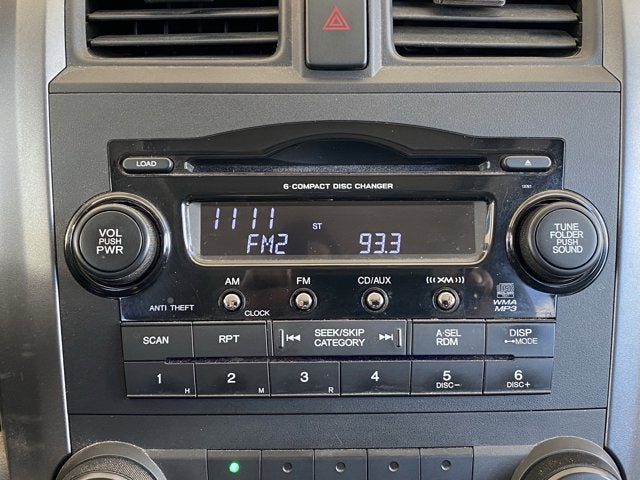 LOAD
6·COMPACT DISC CHANGER
1111
ST
FM2 93.3
VOL
PUSH
PWR
TUNE
FOLDER
PUSH
SOUND
AM FM CD/AUX (((XM)))
ANTI THEFT CLOCK
WMA
MP3
SCAN RPT SEEK/SKIP
CATEGORY A·SEL
RDM DISP
MODE
1 H 2 M 3 R 4 5
DISC− 6
DISC+